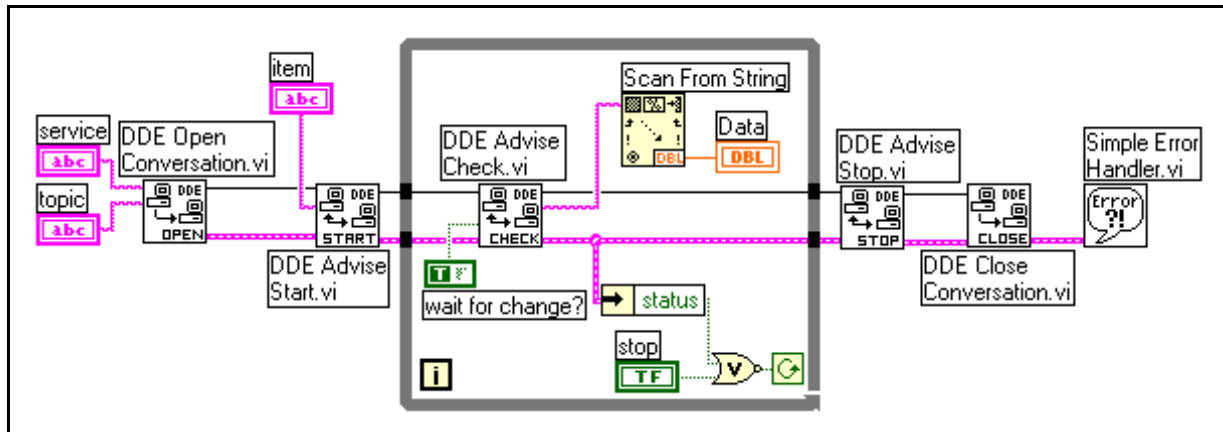 service
abc
topic
abc
DDE Open
Conversation.vi
DDE
OPEN
item
abc
DDE
START
DDE Advise
Start.vi
DDE Advise
Check.vi
DDE
CHECK
T
wait for change?
Scan From String
%
DBL
Data
DBL
status
stop
TF
V
i
DDE Advise
Stop.vi
DDE
STOP
DDE
CLOSE
DDE Close
Conversation.vi
Simple Error
Handler.vi
Error
?!